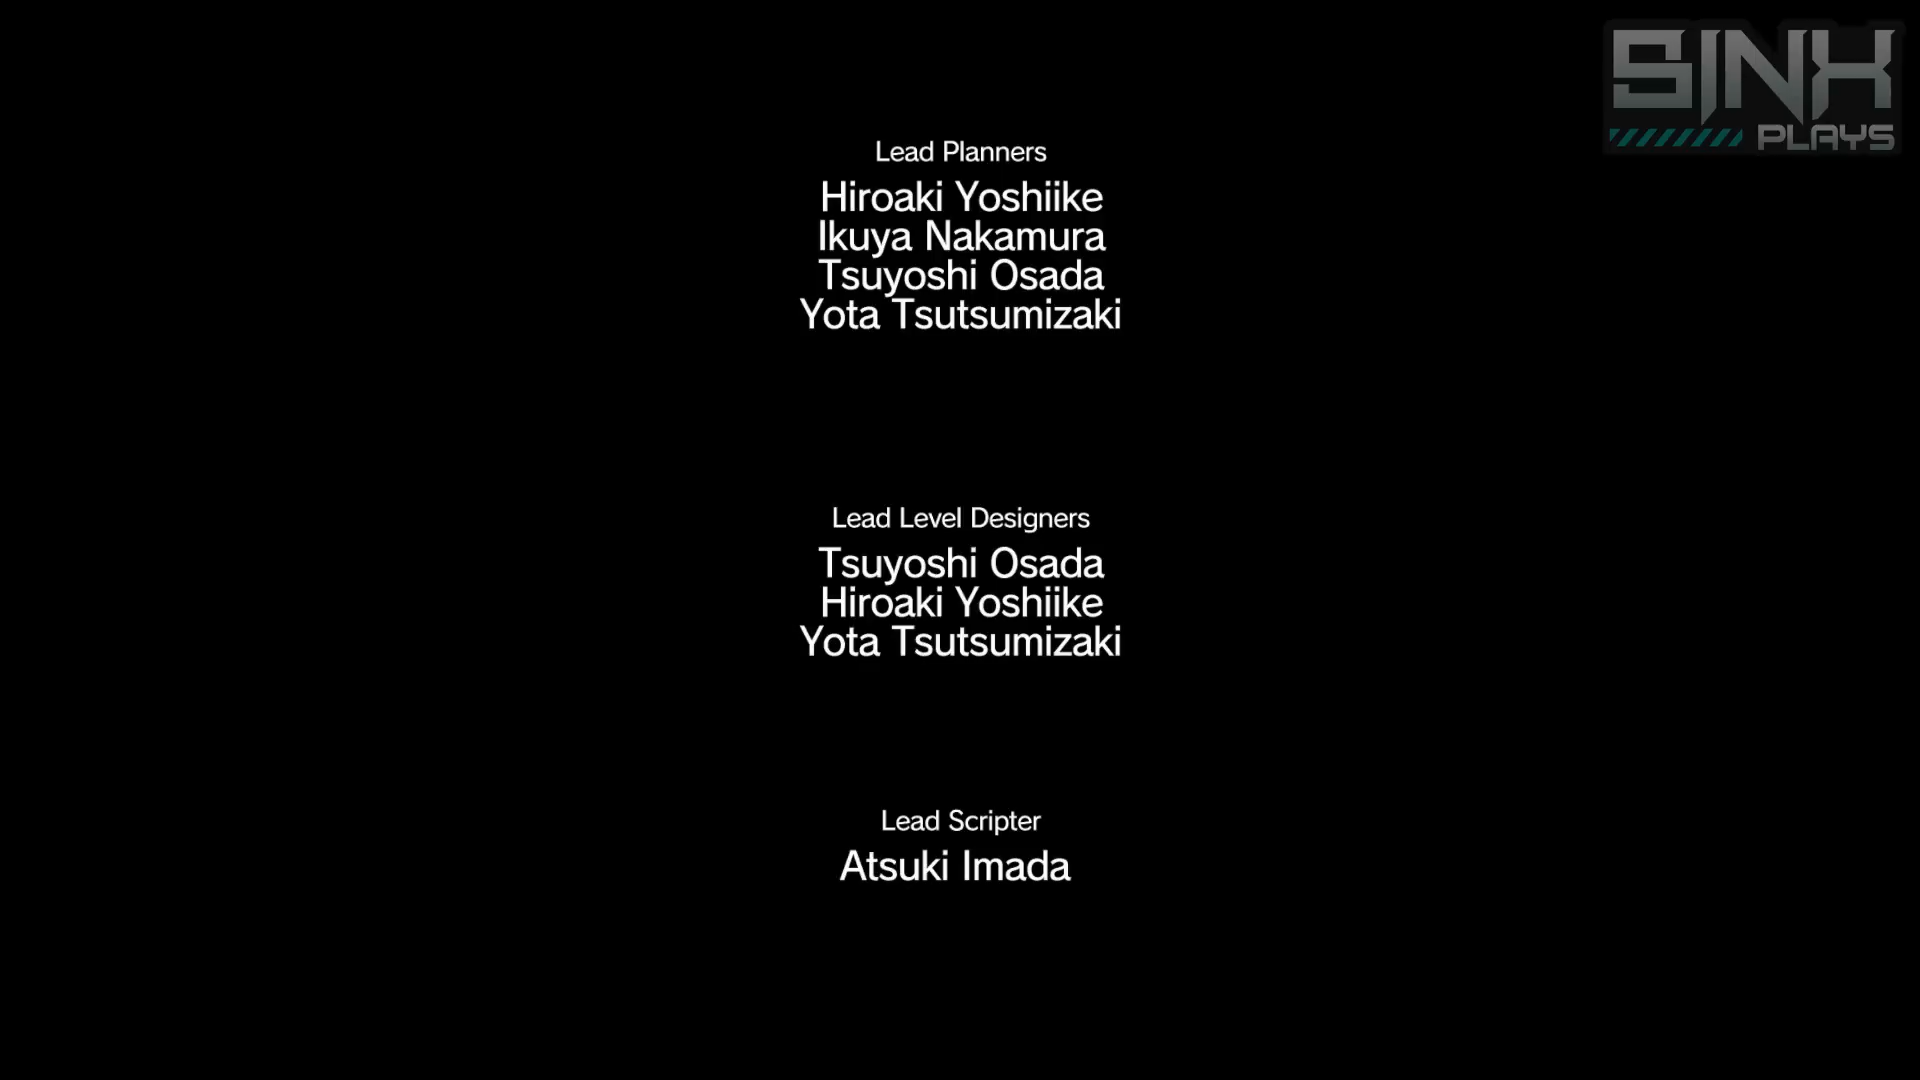 SINX
PLAYS
Lead Planners
Hiroaki Yoshiike
Ikuya Nakamura
Tsuyoshi Osada
Yota Tsutsumizaki
Lead Level Designers
Tsuyoshi Osada
Hiroaki Yoshiike
Yota Tsutsumizaki
Lead Scripter
Atsuki Imada